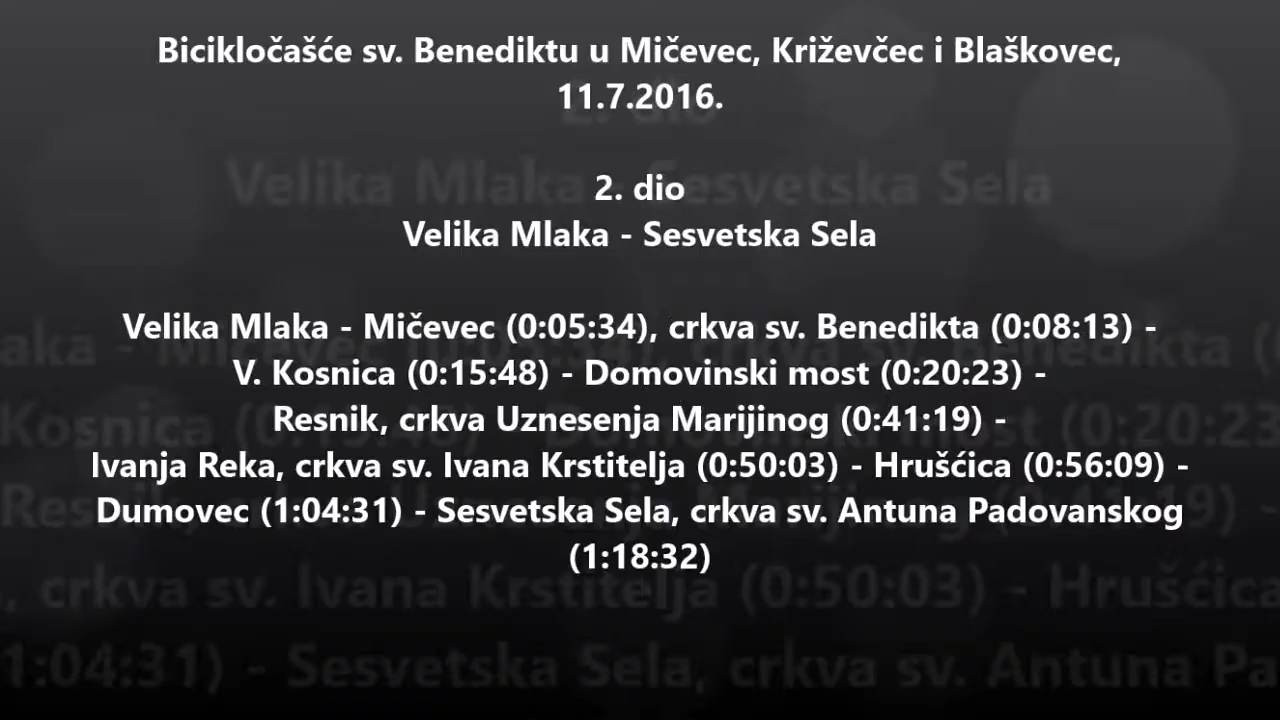 Bicikločašće sv. Benediktu u Mičevec, Križevčec i Blaškovec,
11.7.2016.
2. dio
Velika Mlaka - Sesvetska Sela
Velika Mlaka - Mičevec (0:05:34), crkva sv. Benedikta (0:08:13) -
V. Kosnica (0:15:48) - Domovinski most (0:20:23) -
Resnik, crkva Uznesenja Marijinog (0:41:19) -
Ivanja Reka, crkva sv. Ivana Krstitelja (0:50:03) - Hrušćica (0:56:09) -
Dumovec (1:04:31) - Sesvetska Sela, crkva sv. Antuna Padovanskog
(1:18:32)